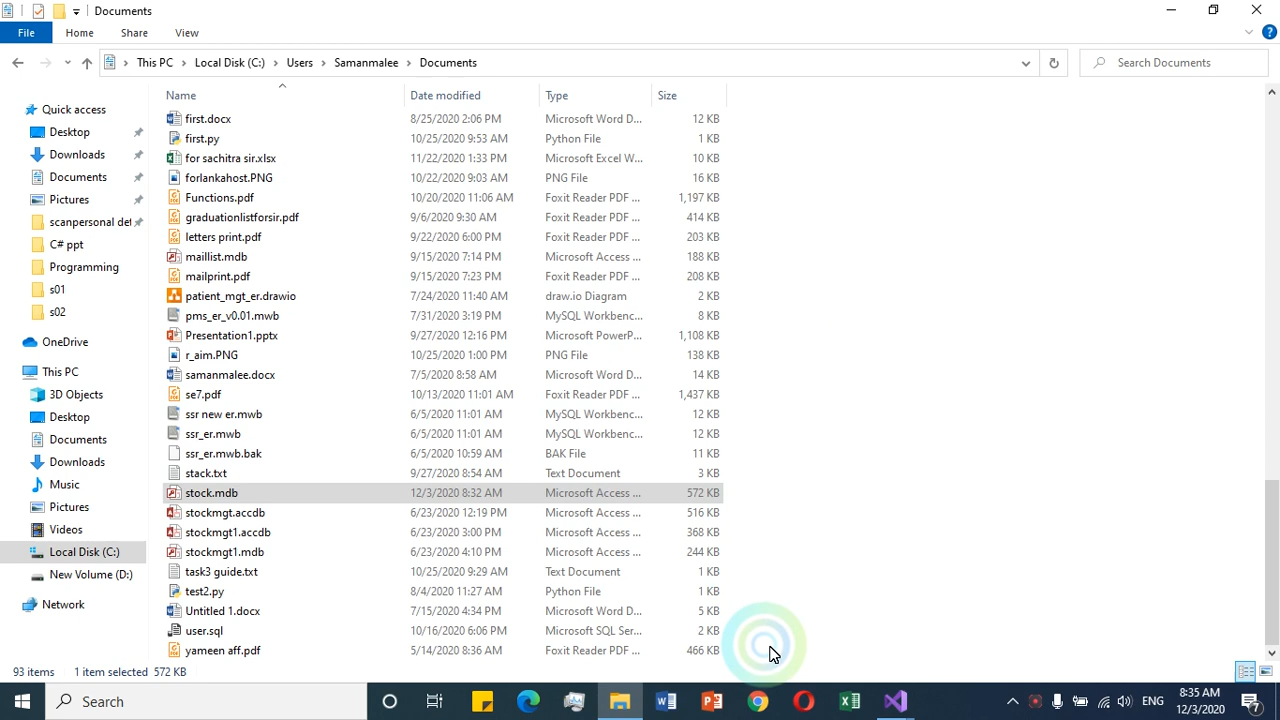 Documents
File Home Share View
This PC Local Disk (C:) Users Samanmalee Documents Search Documents
Name Date modified Type Size
Quick access
Desktop
Downloads
Documents
Pictures
scanpersonal det
C# ppt
Programming
s01
s02
OneDrive
This PC
3D Objects
Desktop
Documents
Downloads
Music
Pictures
Videos
Local Disk (C:)
New Volume (D:)
Network
first.docx 8/25/2020 2:06 PM Microsoft Word D... 12 KB
first.py 10/25/2020 9:53 AM Python File 1 KB
for sachitra sir.xlsx 11/22/2020 1:33 PM Microsoft Excel W... 10 KB
forlankahost.PNG 10/22/2020 9:03 AM PNG File 16 KB
Functions.pdf 10/20/2020 11:06 AM Foxit Reader PDF ... 1,197 KB
graduationlistforsir.pdf 9/6/2020 9:30 AM Foxit Reader PDF ... 414 KB
letters print.pdf 9/22/2020 6:00 PM Foxit Reader PDF ... 203 KB
maillist.mdb 9/15/2020 7:14 PM Microsoft Access ... 188 KB
mailprint.pdf 9/15/2020 7:23 PM Foxit Reader PDF ... 208 KB
patient_mgt_er.drawio 7/24/2020 11:40 AM draw.io Diagram 2 KB
pms_er_v0.01.mwb 7/31/2020 3:19 PM MySQL Workbenc... 8 KB
Presentation1.pptx 9/27/2020 12:16 PM Microsoft PowerP... 1,108 KB
r_aim.PNG 10/25/2020 1:00 PM PNG File 138 KB
samanmalee.docx 7/5/2020 8:58 AM Microsoft Word D... 14 KB
se7.pdf 10/13/2020 11:01 AM Foxit Reader PDF ... 1,437 KB
ssr new er.mwb 6/5/2020 11:01 AM MySQL Workbenc... 12 KB
ssr_er.mwb 6/5/2020 11:01 AM MySQL Workbenc... 12 KB
ssr_er.mwb.bak 6/5/2020 10:59 AM BAK File 11 KB
stack.txt 9/27/2020 8:54 AM Text Document 3 KB
stock.mdb 12/3/2020 8:32 AM Microsoft Access ... 572 KB
stockmgt.accdb 6/23/2020 12:19 PM Microsoft Access ... 516 KB
stockmgt1.accdb 6/23/2020 3:00 PM Microsoft Access ... 368 KB
stockmgt1.mdb 6/23/2020 4:10 PM Microsoft Access ... 244 KB
task3 guide.txt 10/25/2020 9:29 AM Text Document 1 KB
test2.py 8/4/2020 11:27 AM Python File 1 KB
Untitled 1.docx 7/15/2020 4:34 PM Microsoft Word D... 5 KB
user.sql 10/16/2020 6:06 PM Microsoft SQL Ser... 2 KB
yameen aff.pdf 5/14/2020 8:36 AM Foxit Reader PDF ... 466 KB
93 items 1 item selected 572 KB
Search ENG 8:35 AM
12/3/2020 7